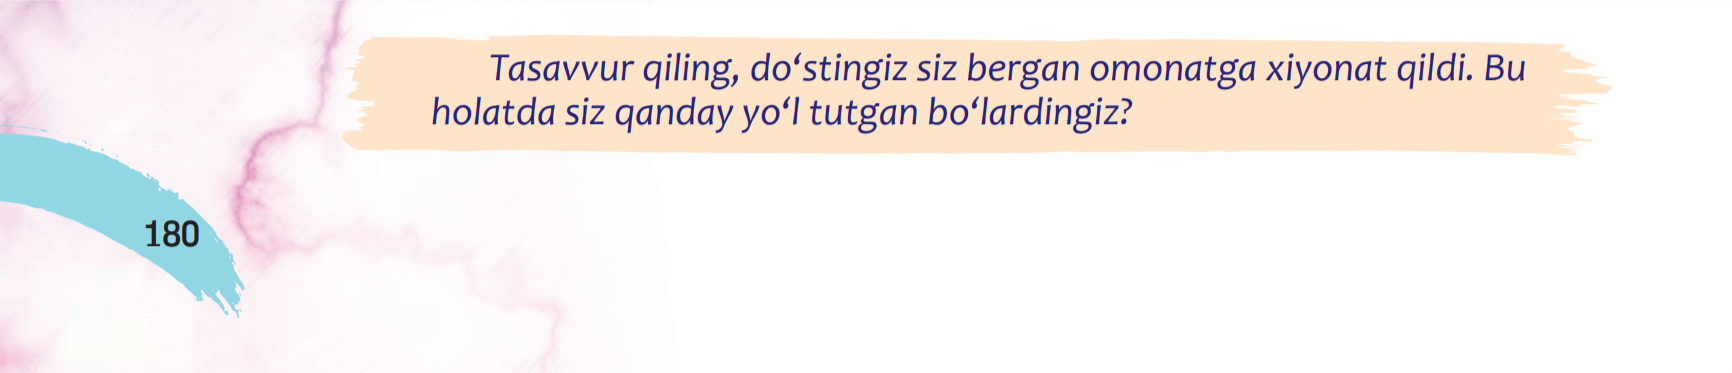 Tasavvur qiling, do‘stingiz siz bergan omonatga xiyonat qildi. Bu
holatda siz qanday yo‘l tutgan bo‘lardingiz?
180